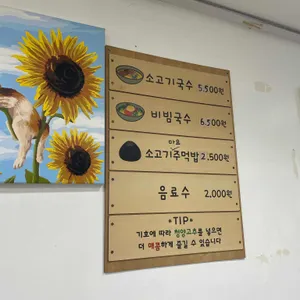 소고기국수 5,500원
비빔국수 6,500원
마요
소고기주먹밥 2,500원
음료수 2,000원
*TIP*
기호에 따라 청양고추를 넣으면
더 매콤하게 즐길 수 있습니다